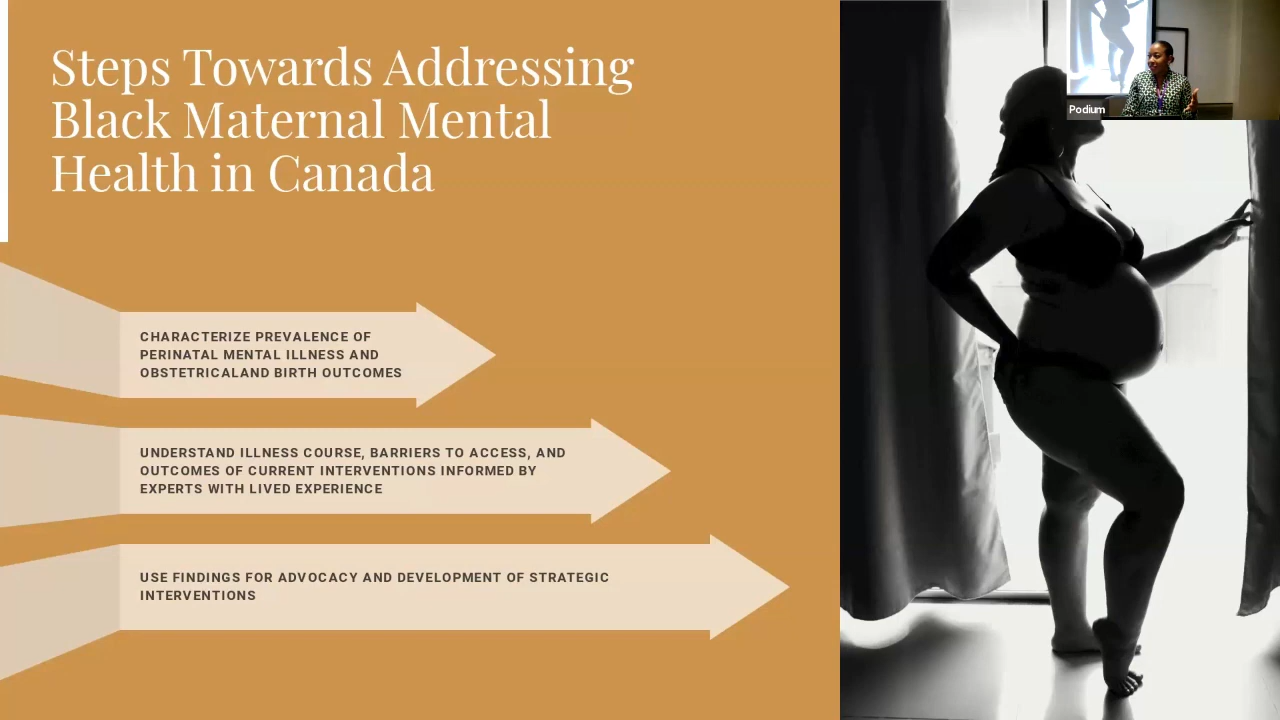 Steps Towards Addressing
Black Maternal Mental
Health in Canada
CHARACTERIZE PREVALENCE OF
PERINATAL MENTAL ILLNESS AND
OBSTETRICALAND BIRTH OUTCOMES
UNDERSTAND ILLNESS COURSE, BARRIERS TO ACCESS, AND
OUTCOMES OF CURRENT INTERVENTIONS INFORMED BY
EXPERTS WITH LIVED EXPERIENCE
USE FINDINGS FOR ADVOCACY AND DEVELOPMENT OF STRATEGIC
INTERVENTIONS
Podium